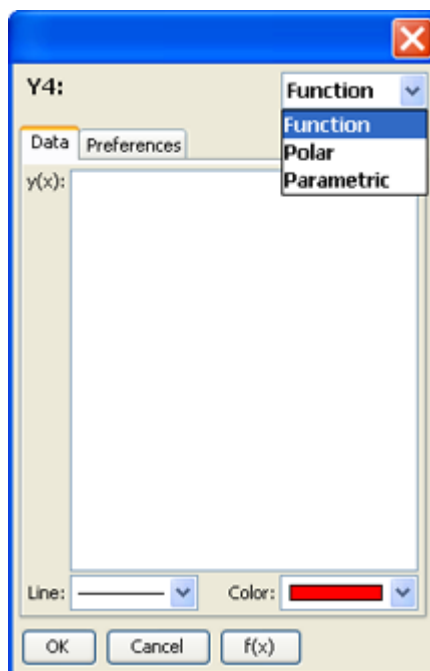 Y4:
Function
Function
Polar
Parametric
Data
Preferences
y(x):
Line:
Color:
OK
Cancel
f(x)